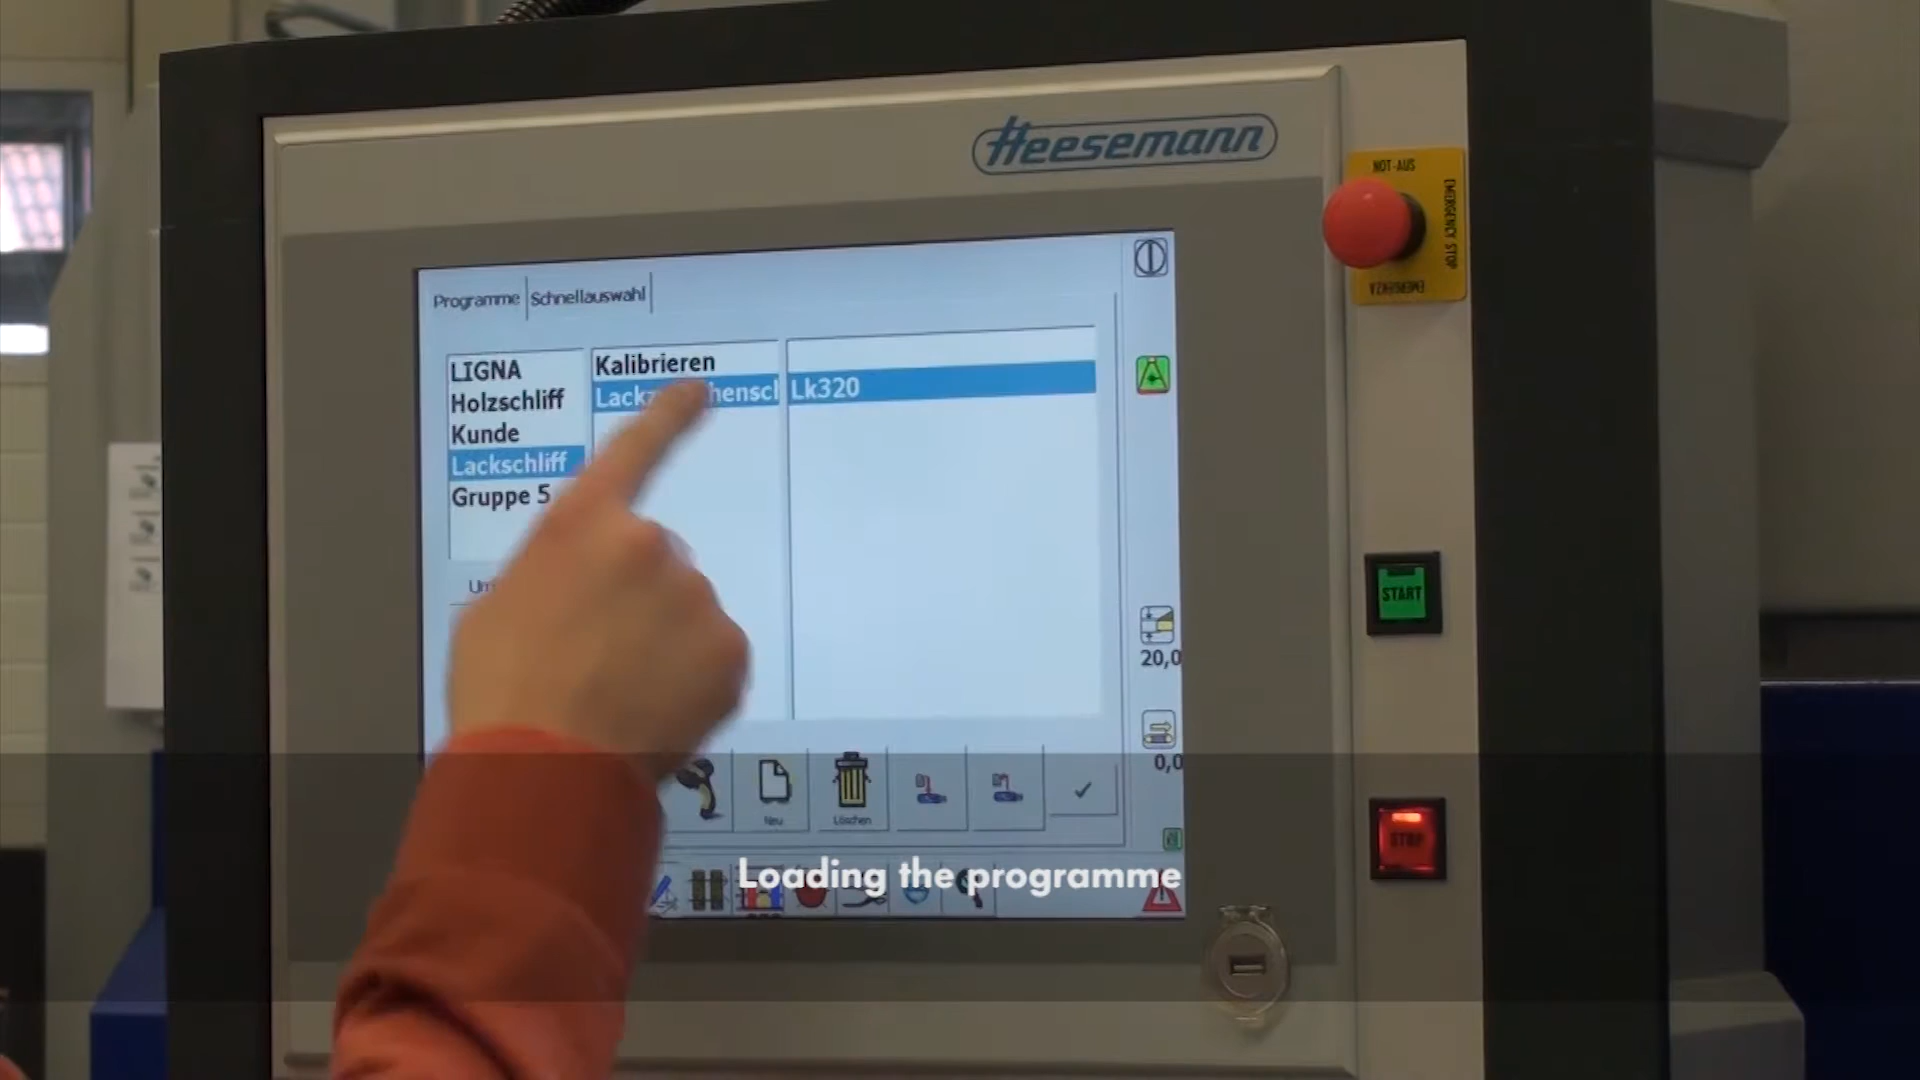 Heesemann
NOT-AUS
EMERGENCY STOP
EMERGENZA
Programme
Schnellauswahl
LIGNA
Holzschliff
Kunde
Lackschliff
Gruppe 5
Kalibrieren
Lk320
START
20,0
0,0
Neu
Löschen
STOP
Loading the programme